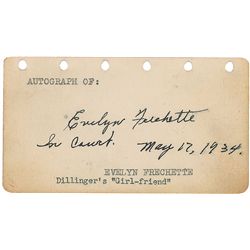 AUTOGRAPH OF:
Evelyn Frechette
In Court. May 17, 1934.
EVELYN FRECHETTE
Dillinger's "Girl-friend"